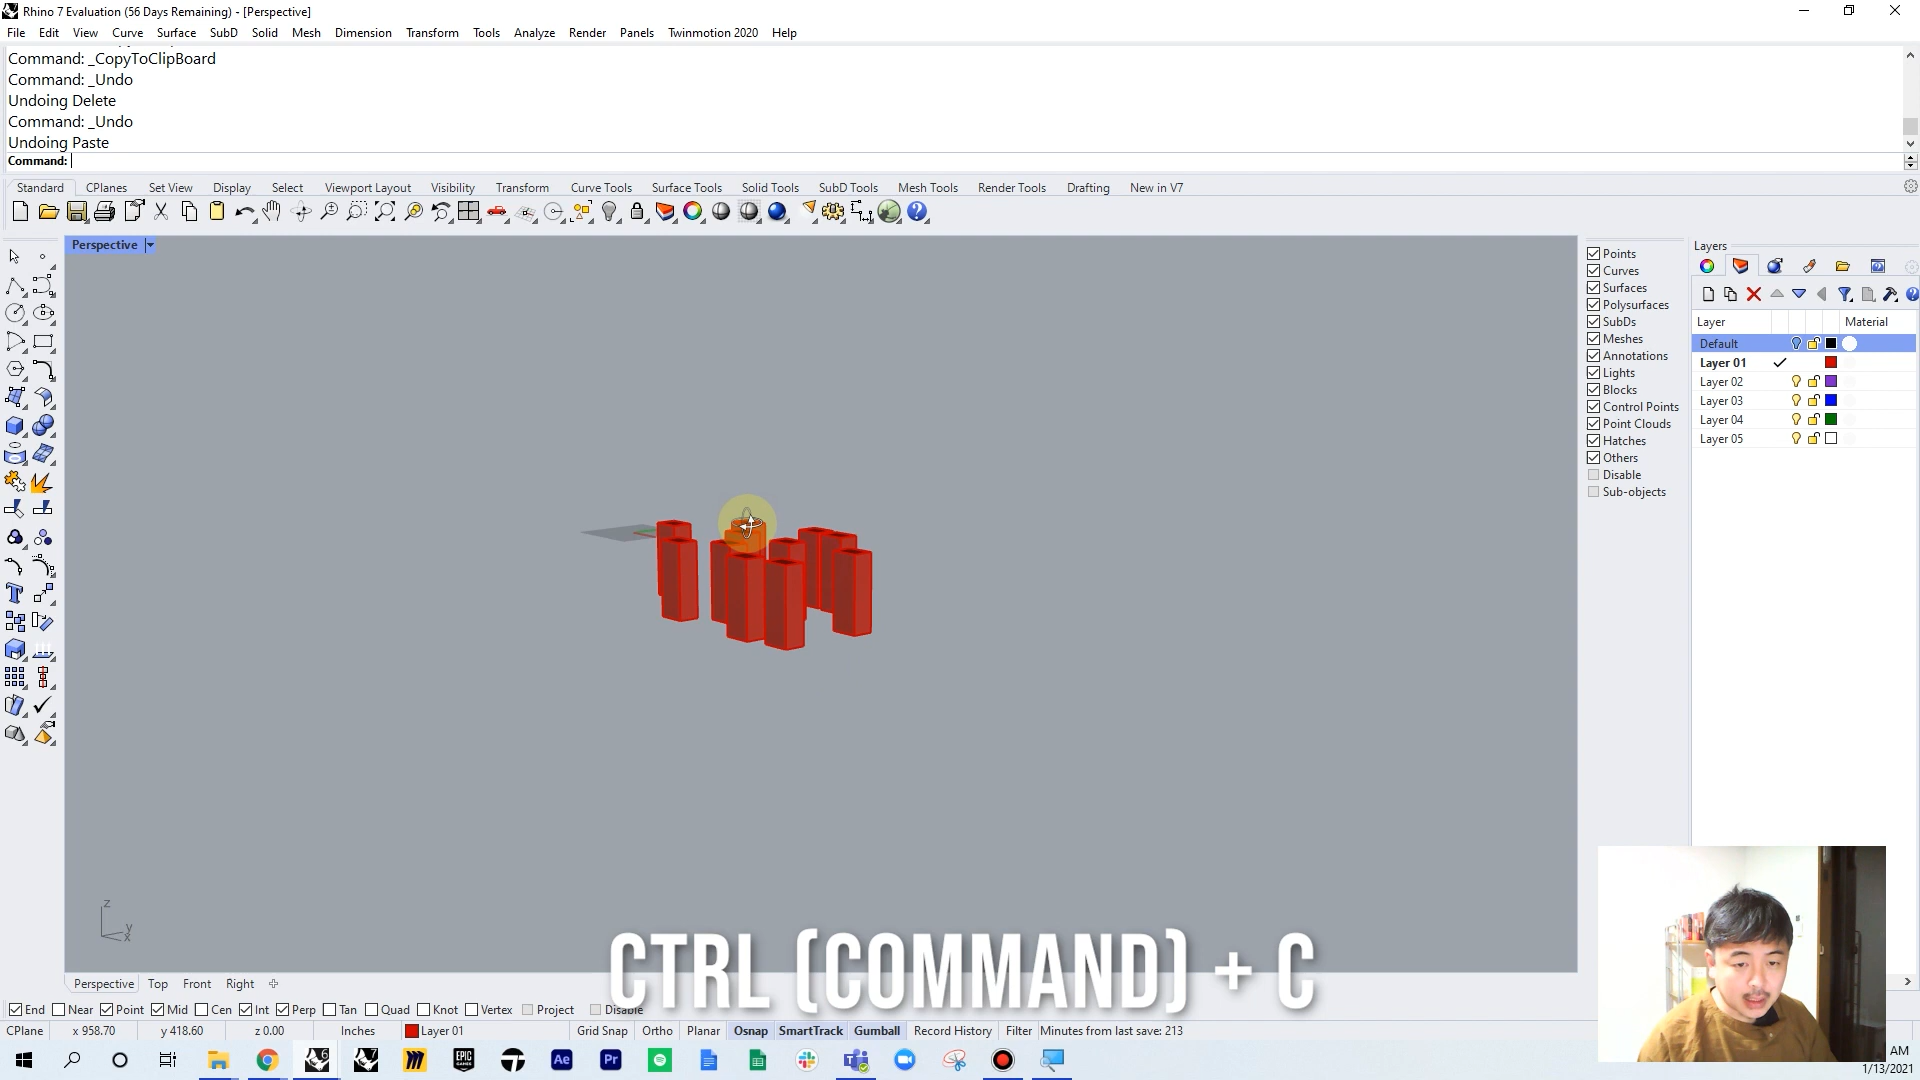 Rhino 7 Evaluation (56 Days Remaining) - [Perspective]
File Edit View Curve Surface SubD Solid Mesh Dimension Transform Tools Analyze Render Panels Twinmotion 2020 Help
Command: _CopyToClipBoard
Command: _Undo
Undoing Delete
Command: _Undo
Undoing Paste
Command:
Standard CPlanes Set View Display Select Viewport Layout Visibility Transform Curve Tools Surface Tools Solid Tools SubD Tools Mesh Tools Render Tools Drafting New in V7
Perspective
Points
Curves
Surfaces
Polysurfaces
SubDs
Meshes
Annotations
Lights
Blocks
Control Points
Point Clouds
Hatches
Others
Disable
Sub-objects
Layers
Layer Material
Default
Layer 01
Layer 02
Layer 03
Layer 04
Layer 05
z
y
x
CTRL (COMMAND) + C
Perspective Top Front Right
End Near Point Mid Cen Int Perp Tan Quad Knot Vertex Project Disable
CPlane x 958.70 y 418.60 z 0.00 Inches Layer 01 Grid Snap Ortho Planar Osnap SmartTrack Gumball Record History Filter Minutes from last save: 213
6 7 EPIC GAMES Ae Pr
AM
1/13/2021